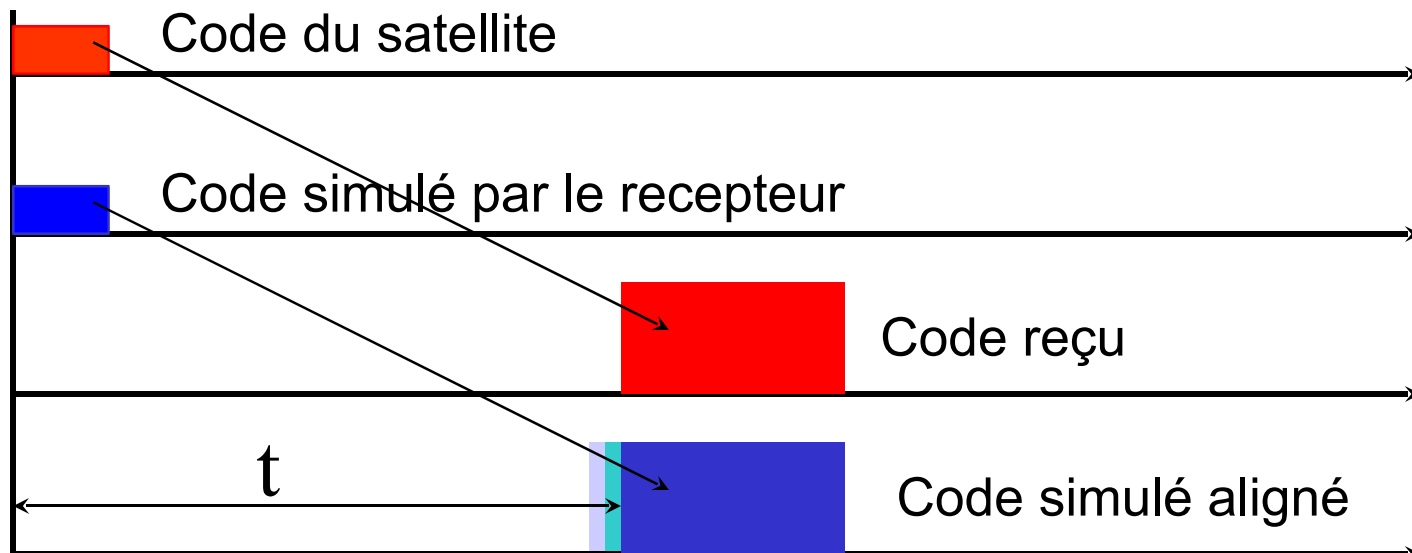 Code du satellite
Code simulé par le recepteur
Code reçu
t
Code simulé aligné